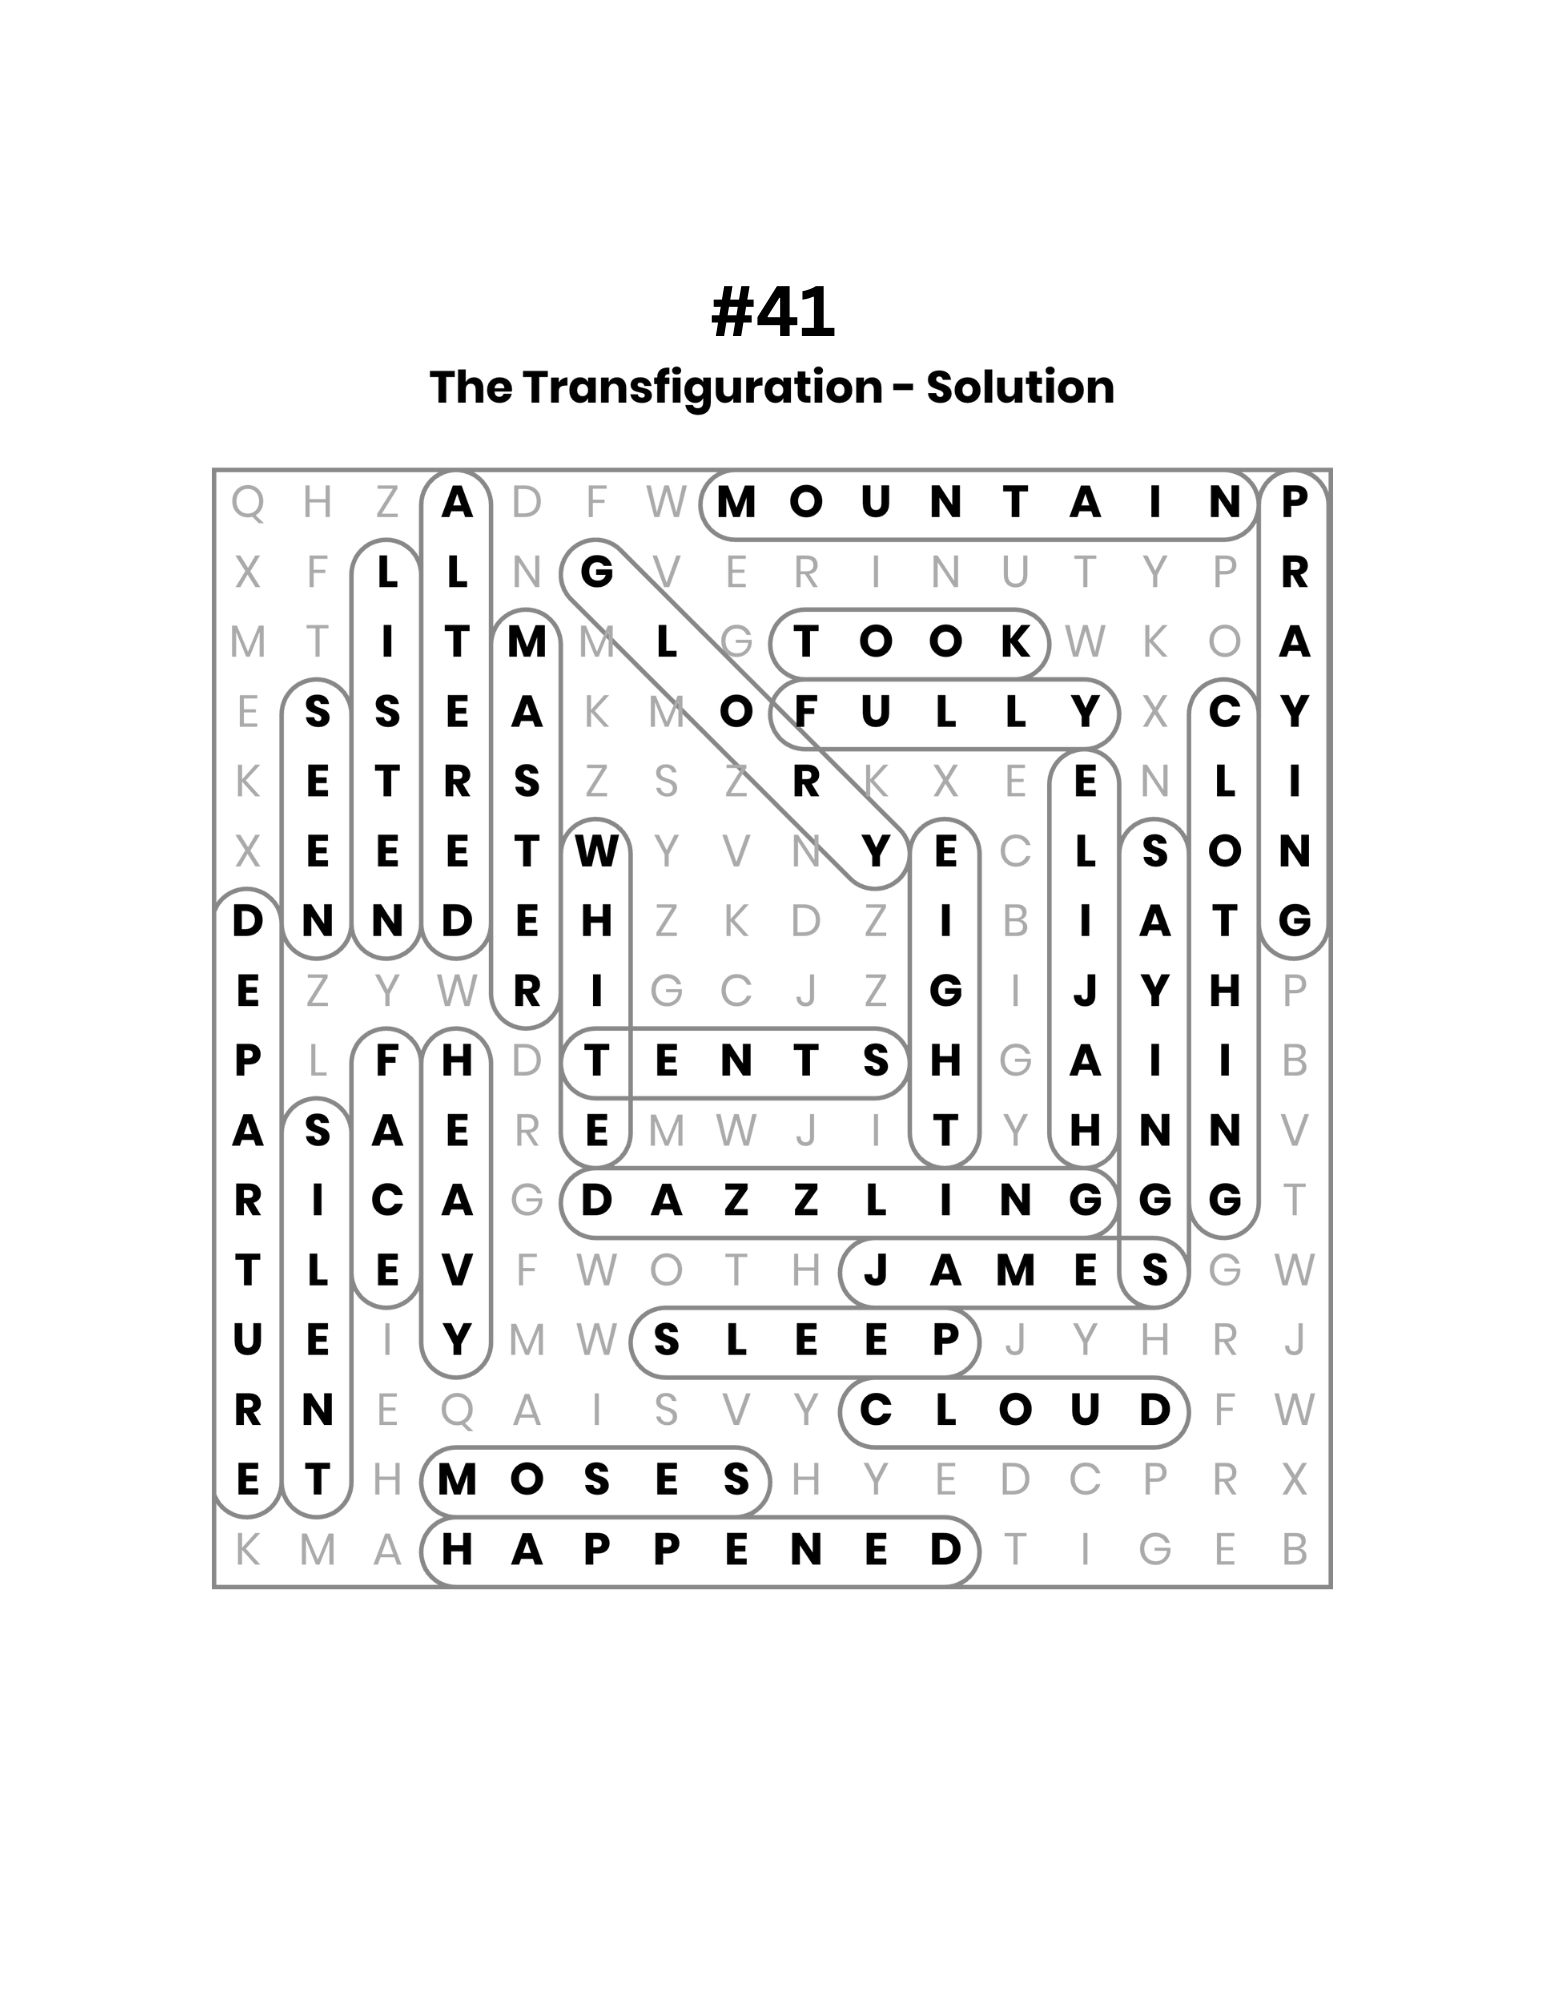 #41
The Transfiguration - Solution
Q H Z A D F W M O U N T A I N P
X F L L N G V E R I N U T Y P R
M T I T M M L G T O O K W K O A
E S S E A K M O F U L L Y X C Y
K E T R S Z S Z R K X E E N L I
X E E E T W Y V N Y E C L S O N
D N N D E H Z K D Z I B I A T G
E Z Y W R I G C J Z G I J Y H P
P L F H D T E N T S H G A I I B
A S A E R E M W J I T Y H N N V
R I C A G D A Z Z L I N G G G T
T L E V F W O T H J A M E S G W
U E I Y M W S L E E P J Y H R J
R N E Q A I S V Y C L O U D F W
E T H M O S E S H Y E D C P R X
K M A H A P P E N E D T I G E B